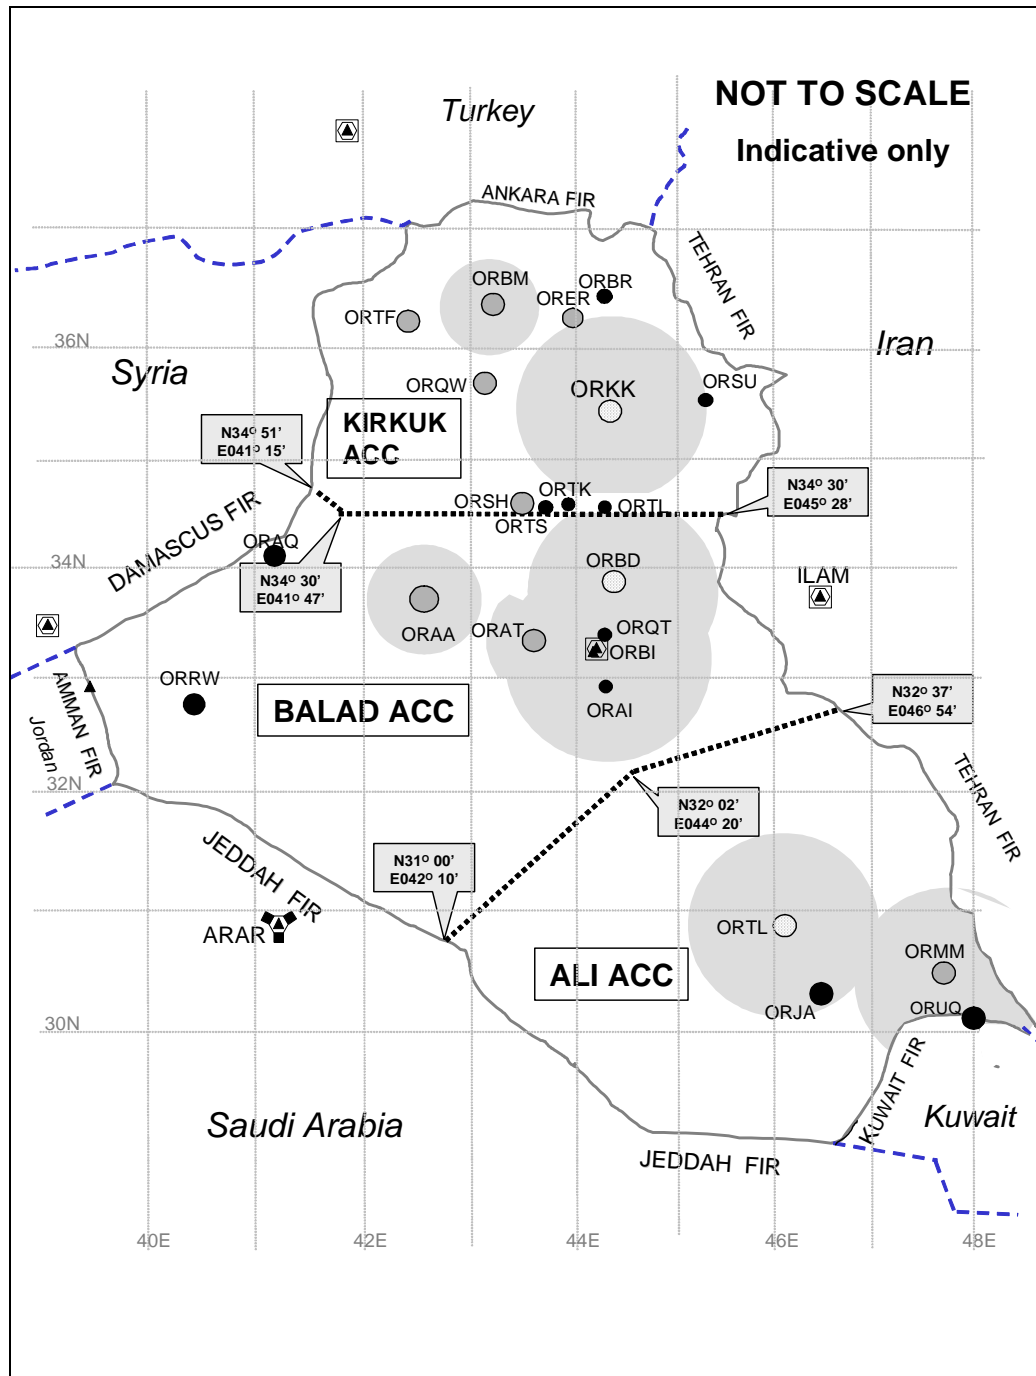 NOT TO SCALE
Indicative only
Turkey
ANKARA FIR
TEHRAN FIR
ORBM
ORBR
ORER
ORTF
36N
Iran
Syria
ORQW
ORKK
ORSU
KIRKUK
ACC
N34O 51’
E041O 15’
ORTK
ORSH
ORTL
ORTS
N34O 30’
E045O 28’
DAMASCUS FIR
ORAQ
34N
N34O 30’
E041O 47’
ORBD
ILAM
ORAA
ORAT
ORQT
ORBI
ORRW
AMMAN FIR
Jordan
BALAD ACC
ORAI
N32O 37’
E046O 54’
32N
N32O 02’
E044O 20’
TEHRAN FIR
JEDDAH FIR
N31O 00’
E042O 10’
ARAR
ORTL
ORMM
ALI ACC
ORJA
ORUQ
30N
KUWAIT FIR
Saudi Arabia
Kuwait
JEDDAH FIR
40E
42E
44E
46E
48E